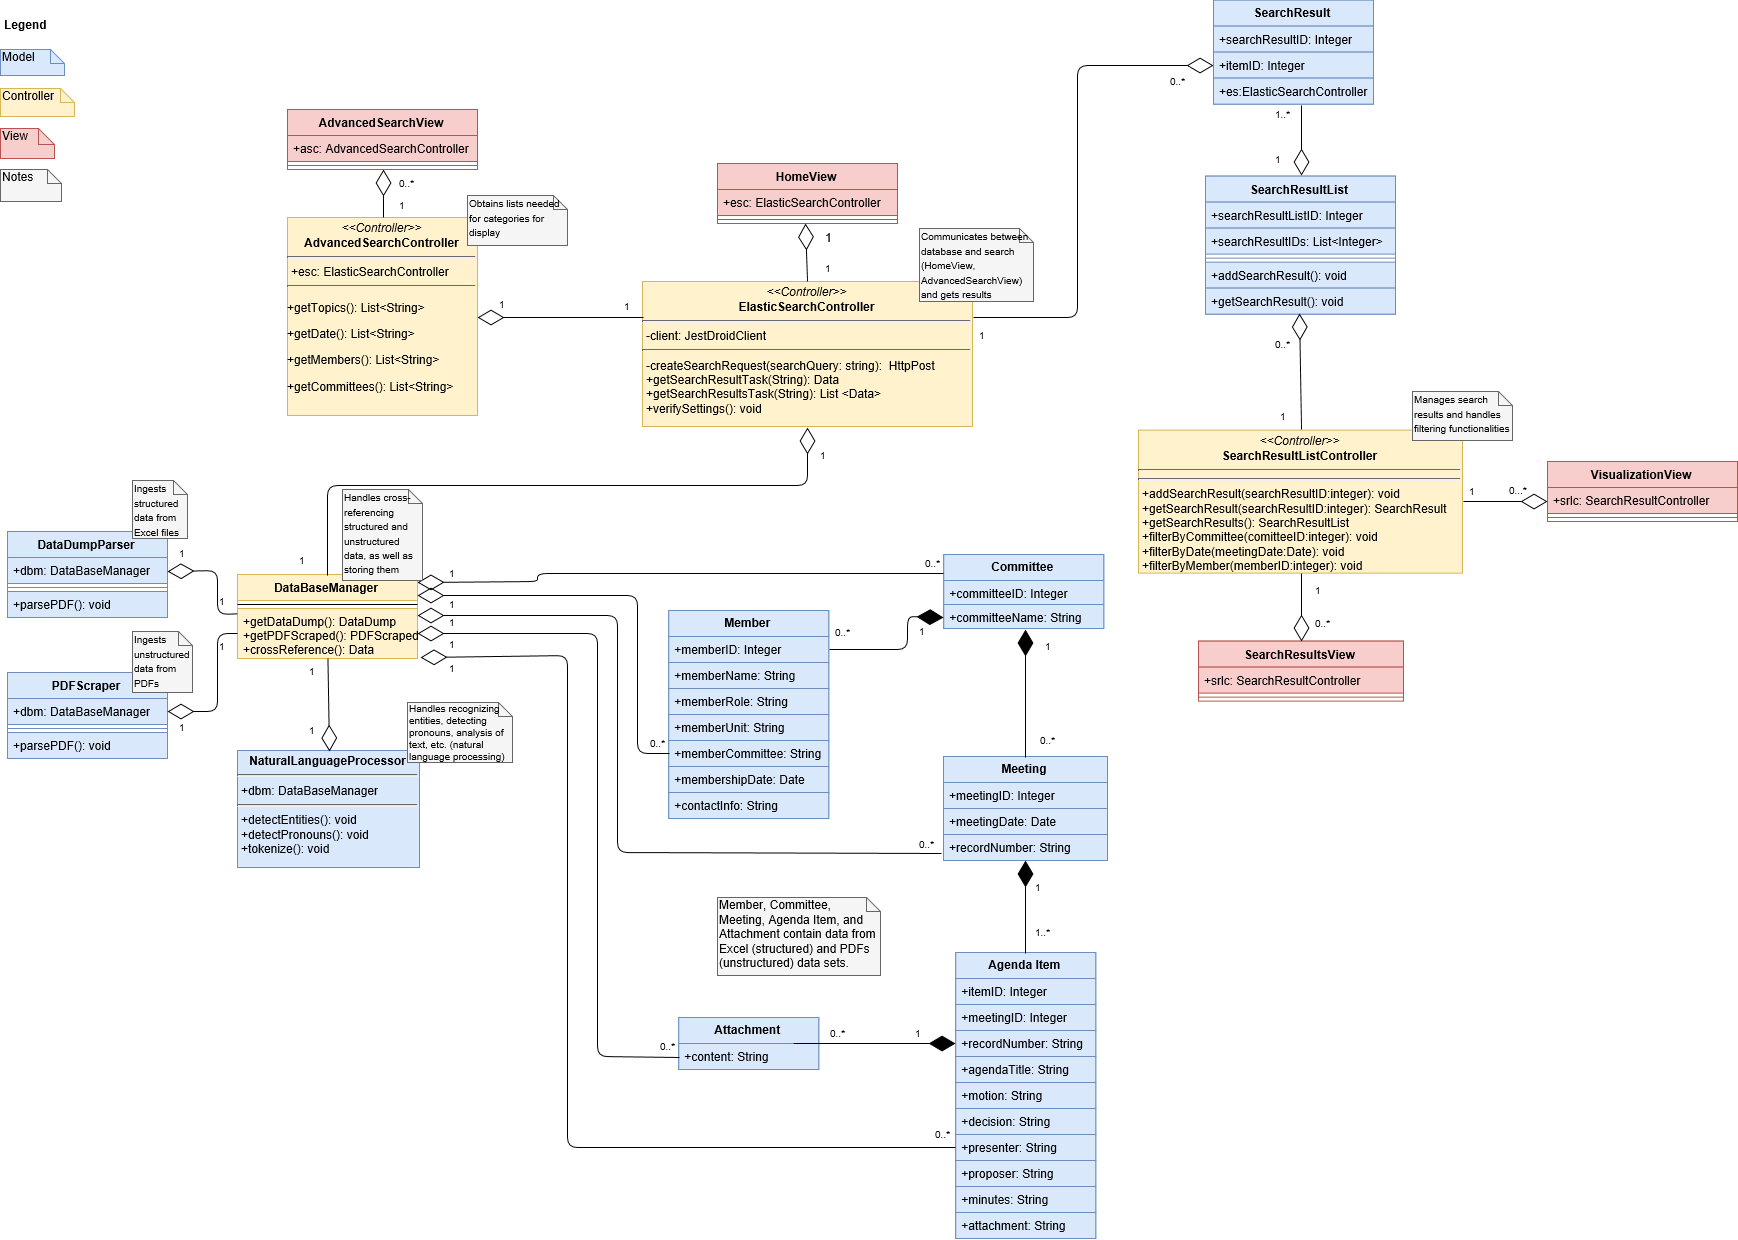 Legend
Model
Controller
View
Notes
AdvancedSearchView
+asc: AdvancedSearchController
0..*
1
Obtains lists needed
for categories for
display
<<Controller>>
AdvancedSearchController
+esc: ElasticSearchController
+getTopics(): List<String>
+getDate(): List<String>
+getMembers(): List<String>
+getCommittees(): List<String>
1
1
HomeView
+esc: ElasticSearchController
1
1
Communicates between
database and search
(HomeView,
AdvancedSearchView)
and gets results
<<Controller>>
ElasticSearchController
-client: JestDroidClient
-createSearchRequest(searchQuery: string):  HttpPost
+getSearchResultTask(String): Data
+getSearchResultsTask(String): List <Data>
+verifySettings(): void
1
0..*
1
SearchResult
+searchResultID: Integer
+itemID: Integer
+es:ElasticSearchController
1..*
1
SearchResultList
+searchResultListID: Integer
+searchResultIDs: List<Integer>
+addSearchResult(): void
+getSearchResult(): void
0..*
1
Manages search
results and handles
filtering functionalities
<<Controller>>
SearchResultListController
+addSearchResult(searchResultID:integer): void
+getSearchResult(searchResultID:integer): SearchResult
+getSearchResults(): SearchResultList
+filterByCommittee(comitteeID:integer): void
+filterByDate(meetingDate:Date): void
+filterByMember(memberID:integer): void
1
0..*
VisualizationView
+srlc: SearchResultController
1
0..*
SearchResultsView
+srlc: SearchResultController
Ingests
structured
data from
Excel files
DataDumpParser
+dbm: DataBaseManager
+parsePDF(): void
1
1
Ingests
unstructured
data from
PDFs
PDFScraper
+dbm: DataBaseManager
+parsePDF(): void
1
1
Handles cross-
referencing
structured and
unstructured
data, as well as
storing them
1
DataBaseManager
+getDataDump(): DataDump
+getPDFScraped(): PDFScraped
+crossReference(): Data
1
1
1
1
1
1
1
Handles recognizing
entities, detecting
pronouns, analysis of
text, etc. (natural
language processing)
NaturalLanguageProcessor
+dbm: DataBaseManager
+detectEntities(): void
+detectPronouns(): void
+tokenize(): void
0..*
Committee
+committeeID: Integer
+committeeName: String
0..*
1
1
Member
+memberID: Integer
+memberName: String
+memberRole: String
+memberUnit: String
+memberCommittee: String
+membershipDate: Date
+contactInfo: String
0..*
0..*
Meeting
+meetingID: Integer
+meetingDate: Date
+recordNumber: String
0..*
1
1..*
Member, Committee,
Meeting, Agenda Item, and
Attachment contain data from
Excel (structured) and PDFs
(unstructured) data sets.
Agenda Item
+itemID: Integer
+meetingID: Integer
+recordNumber: String
+agendaTitle: String
+motion: String
+decision: String
+presenter: String
+proposer: String
+minutes: String
+attachment: String
Attachment
+content: String
0..*
0..*
1
0..*